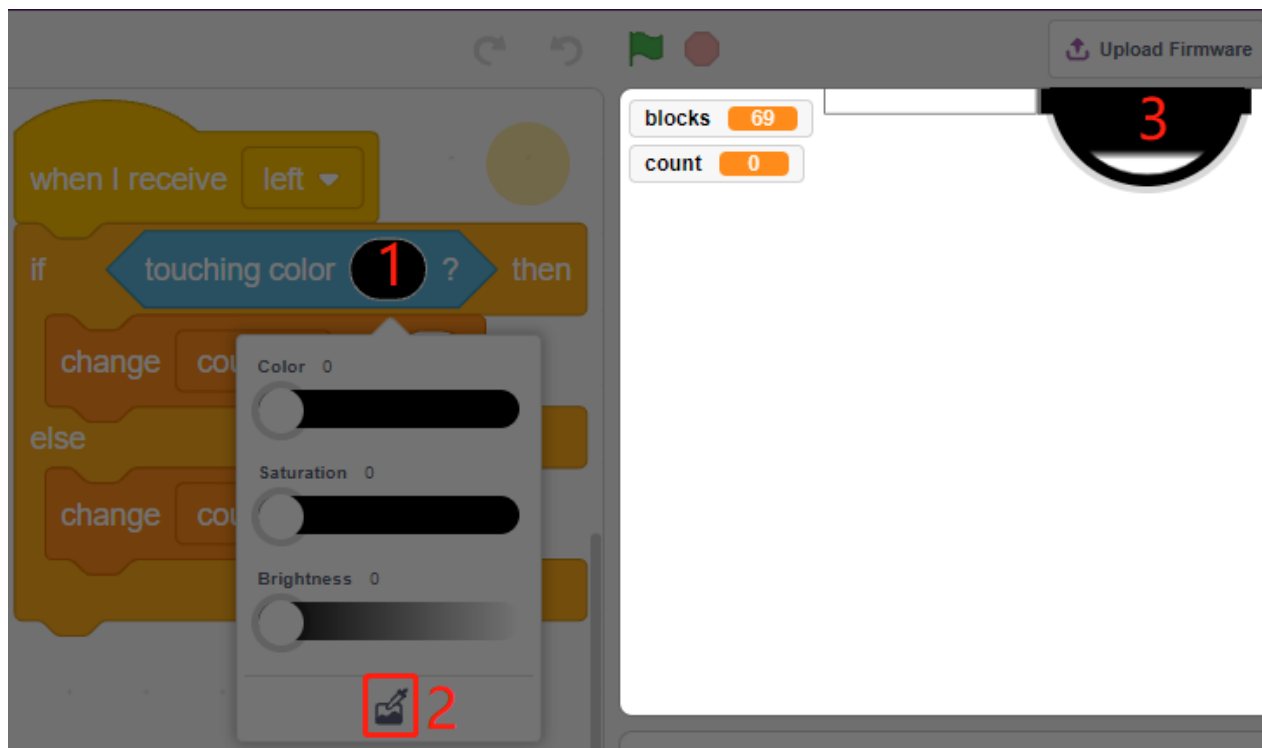 Upload Firmware
when I receive left
if touching color 1 ? then
change cou
else
change cou
Color 0
Saturation 0
Brightness 0
2
blocks 69
count 0
3